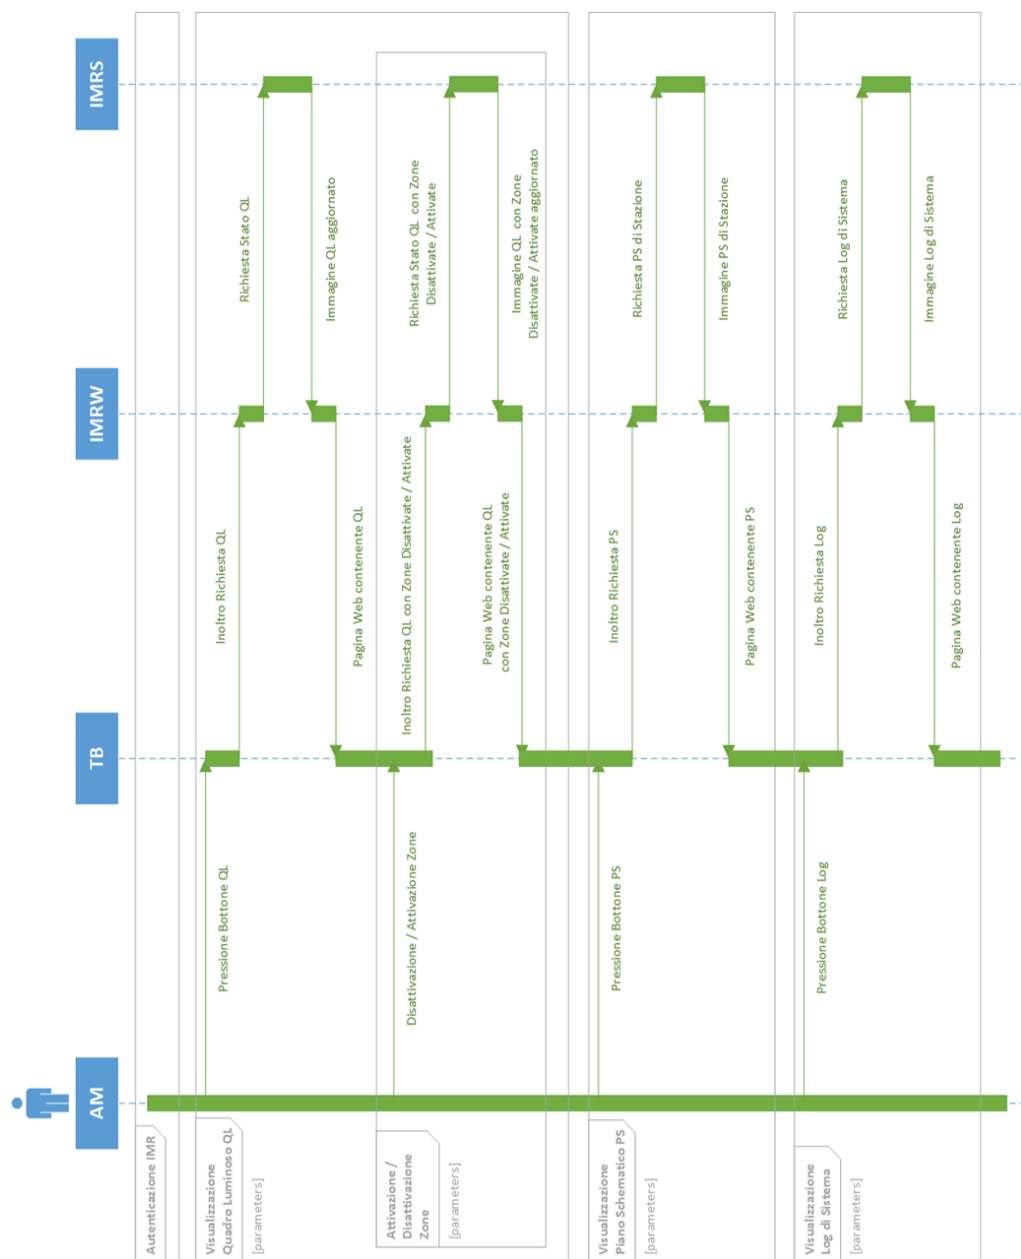 AM
TB
IMRW
IMRS
Autenticazione IMR
Visualizzazione
Quadro Luminoso QL
[parameters]
Pressione Bottone QL
Inoltro Richiesta QL
Richiesta Stato QL
Immagine QL aggiornato
Pagina Web contenente QL
Attivazione /
Disattivazione
Zone
[parameters]
Disattivazione / Attivazione Zone
Inoltro Richiesta QL con Zone Disattivate / Attivate
Richiesta Stato QL con Zone
Disattivate / Attivate
Immagine QL con Zone
Disattivate / Attivate aggiornato
Pagina Web contenente QL
con Zone Disattivate / Attivate
Visualizzazione
Piano Schematico PS
[parameters]
Pressione Bottone PS
Inoltro Richiesta PS
Richiesta PS di Stazione
Immagine PS di Stazione
Pagina Web contenente PS
Visualizzazione
Log di Sistema
[parameters]
Pressione Bottone Log
Inoltro Richiesta Log
Richiesta Log di Sistema
Immagine Log di Sistema
Pagina Web contenente Log